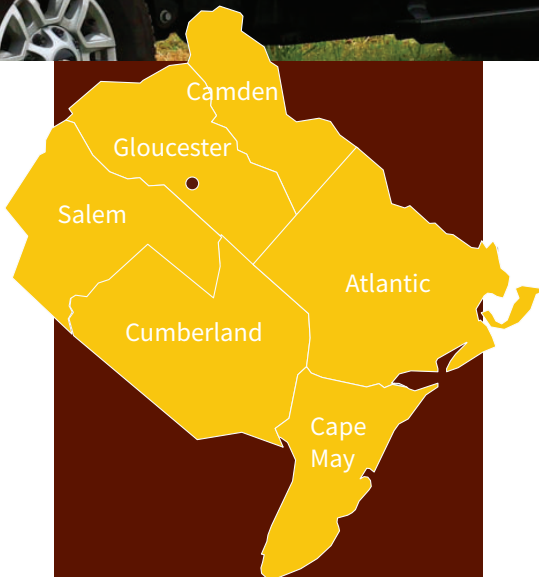 Camden
Gloucester
Salem
Atlantic
Cumberland
Cape
May